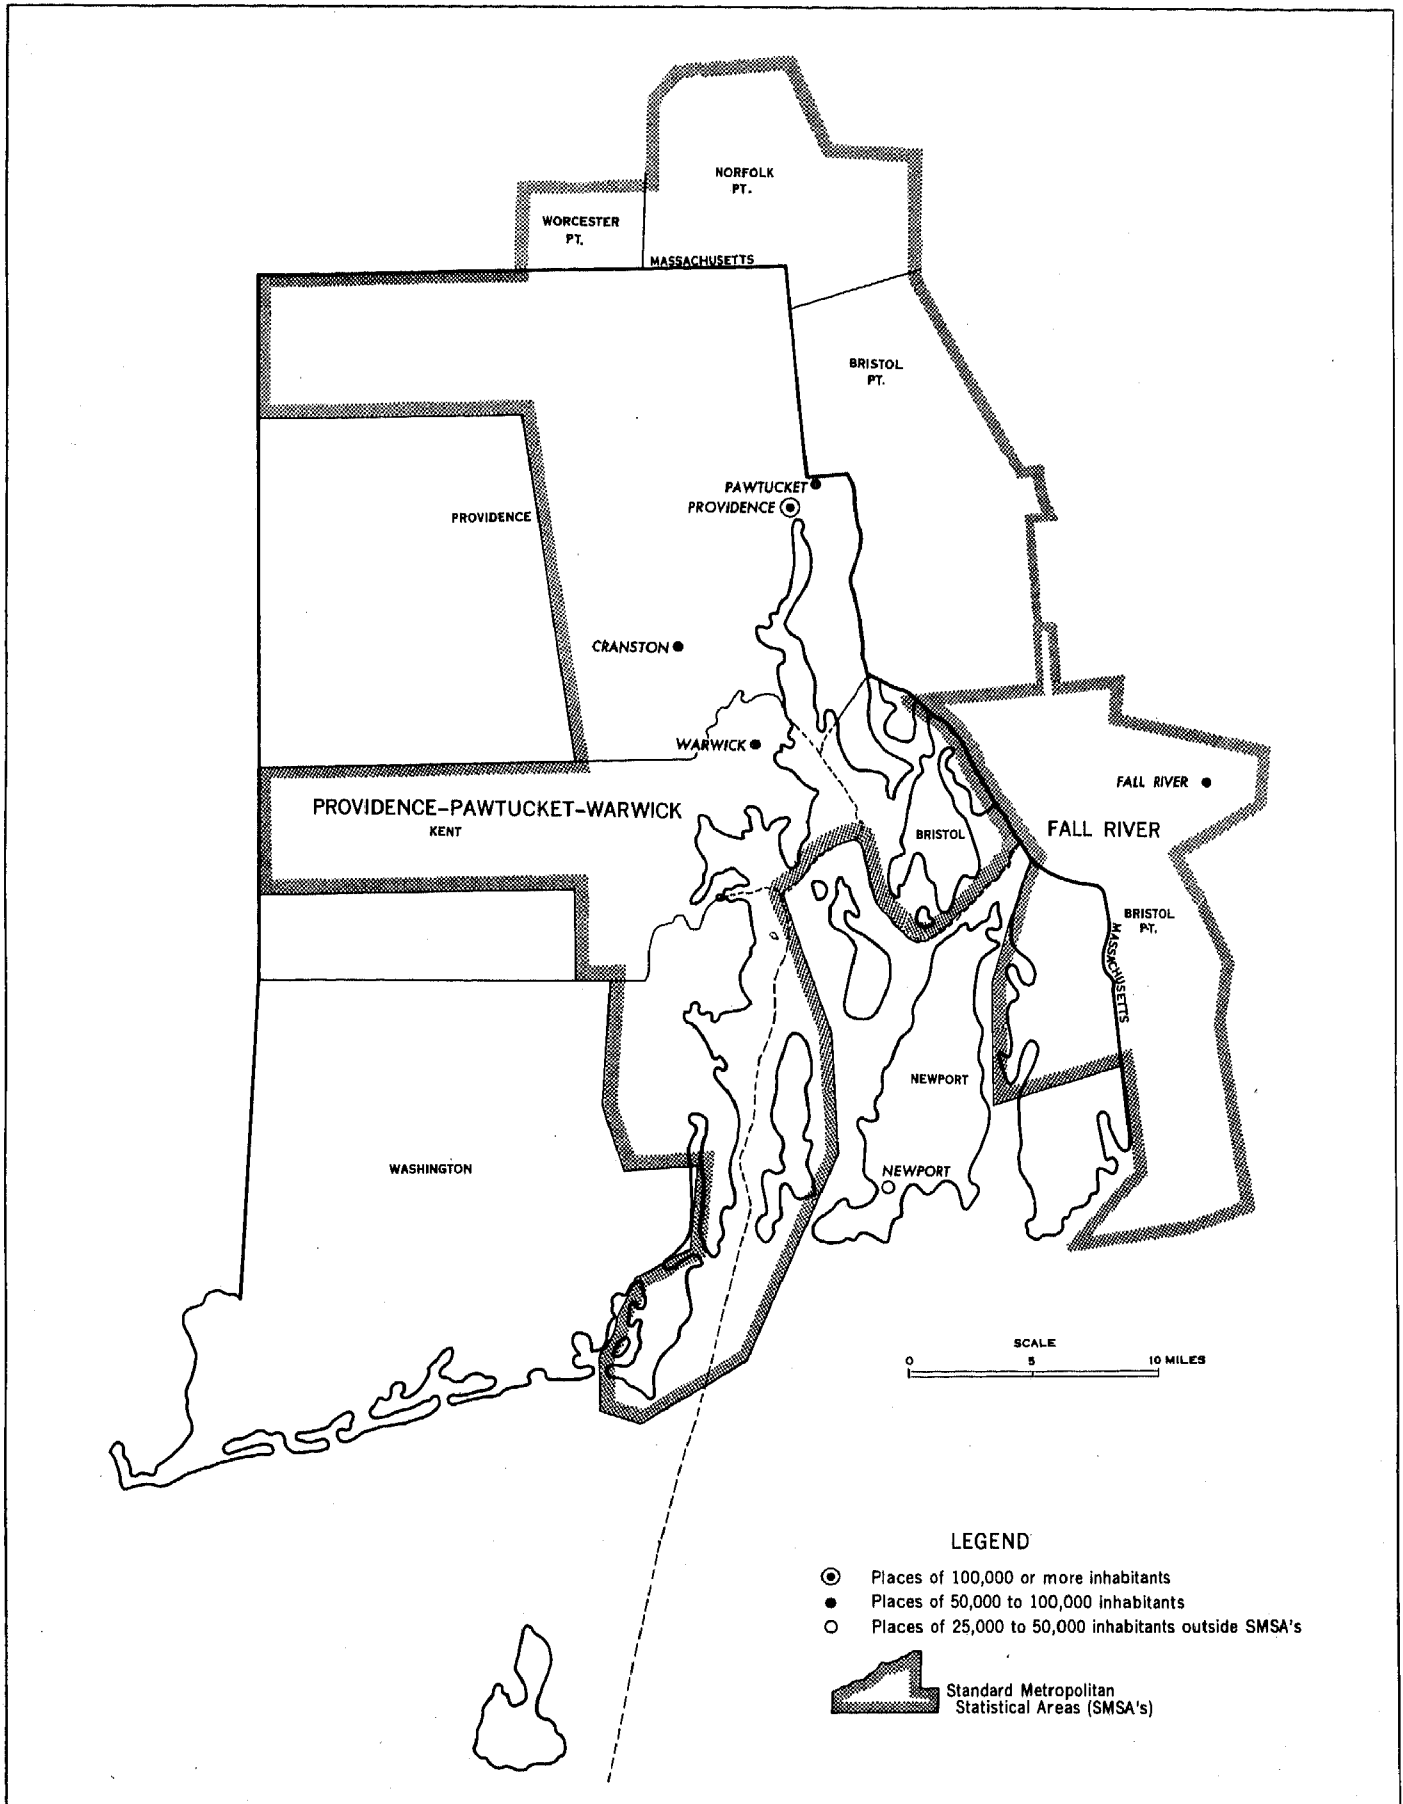 NORFOLK
PT.
WORCESTER
PT.
MASSACHUSETTS
BRISTOL
PT.
PAWTUCKET
PROVIDENCE
PROVIDENCE
CRANSTON
WARWICK
FALL RIVER
PROVIDENCE-PAWTUCKET-WARWICK
KENT
BRISTOL
FALL RIVER
BRISTOL
PT.
MASSACHUSETTS
NEWPORT
WASHINGTON
NEWPORT
SCALE
0 5 10 MILES
LEGEND
Places of 100,000 or more inhabitants
Places of 50,000 to 100,000 inhabitants
Places of 25,000 to 50,000 inhabitants outside SMSA's
Standard Metropolitan
Statistical Areas (SMSA's)